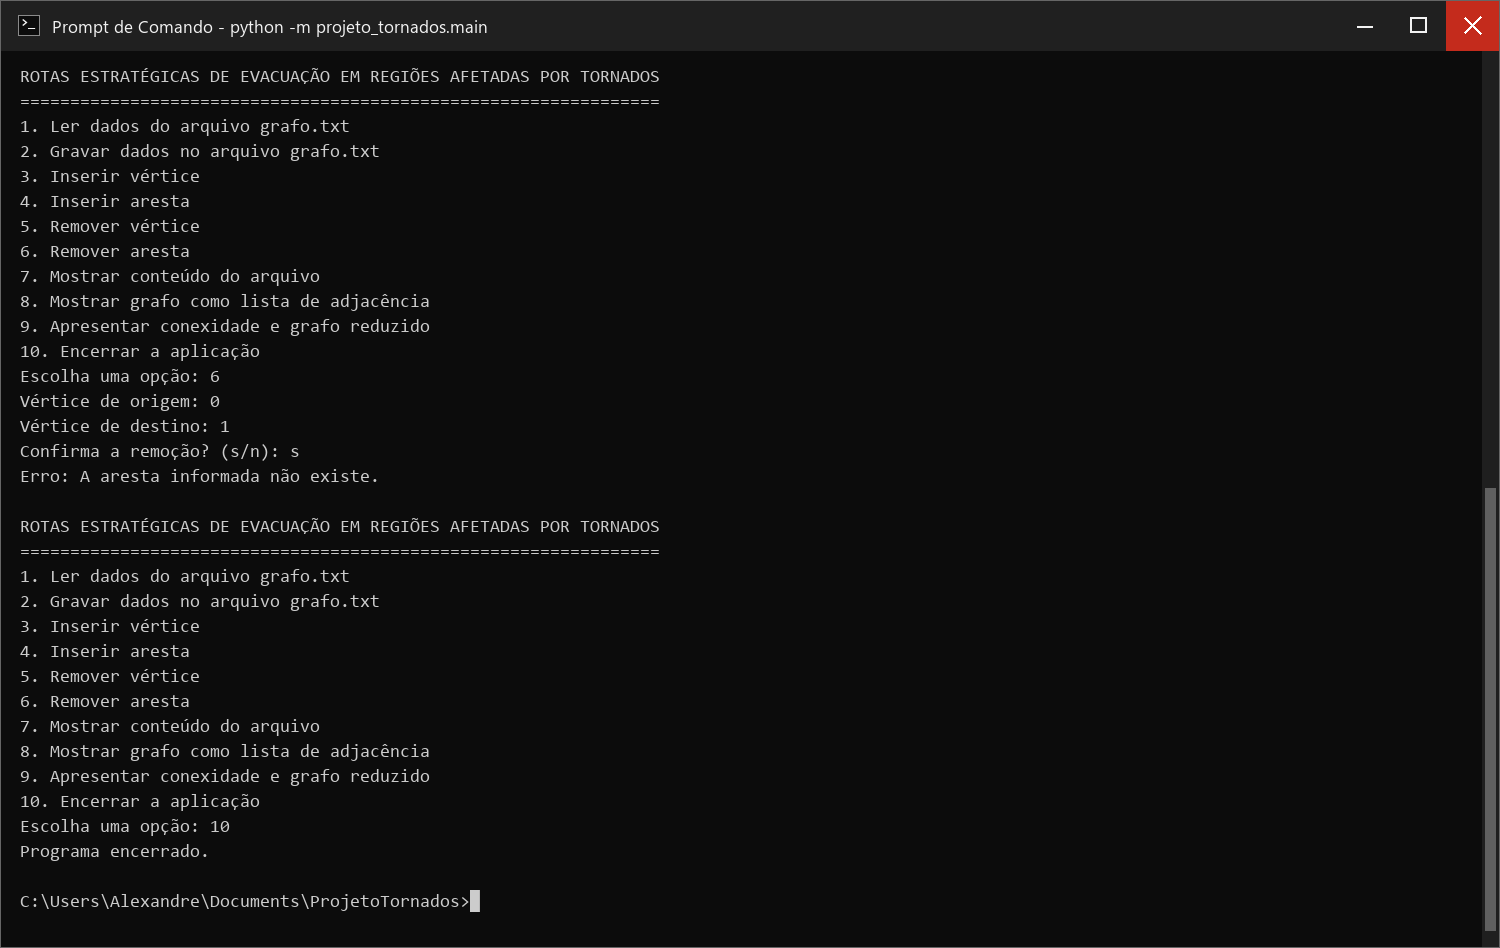 Prompt de Comando - python -m projeto_tornados.main
ROTAS ESTRATÉGICAS DE EVACUAÇÃO EM REGIÕES AFETADAS POR TORNADOS
================================================================
1. Ler dados do arquivo grafo.txt
2. Gravar dados no arquivo grafo.txt
3. Inserir vértice
4. Inserir aresta
5. Remover vértice
6. Remover aresta
7. Mostrar conteúdo do arquivo
8. Mostrar grafo como lista de adjacência
9. Apresentar conexidade e grafo reduzido
10. Encerrar a aplicação
Escolha uma opção: 6
Vértice de origem: 0
Vértice de destino: 1
Confirma a remoção? (s/n): s
Erro: A aresta informada não existe.

ROTAS ESTRATÉGICAS DE EVACUAÇÃO EM REGIÕES AFETADAS POR TORNADOS
================================================================
1. Ler dados do arquivo grafo.txt
2. Gravar dados no arquivo grafo.txt
3. Inserir vértice
4. Inserir aresta
5. Remover vértice
6. Remover aresta
7. Mostrar conteúdo do arquivo
8. Mostrar grafo como lista de adjacência
9. Apresentar conexidade e grafo reduzido
10. Encerrar a aplicação
Escolha uma opção: 10
Programa encerrado.

C:\Users\Alexandre\Documents\ProjetoTornados>